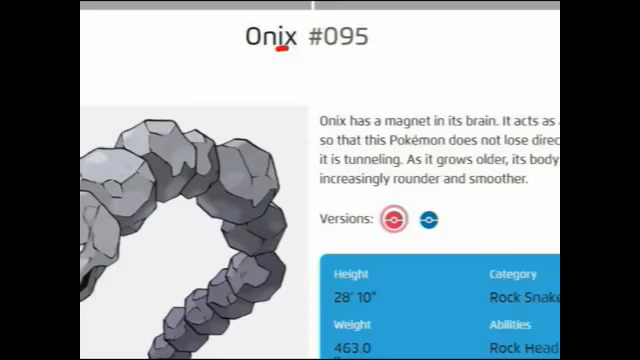 Onix #095
Onix has a magnet in its brain. It acts as
so that this Pokémon does not lose direc
it is tunneling. As it grows older, its body
increasingly rounder and smoother.
Versions:
Height
28' 10"
Weight
463.0
Category
Rock Snake
Abilities
Rock Head